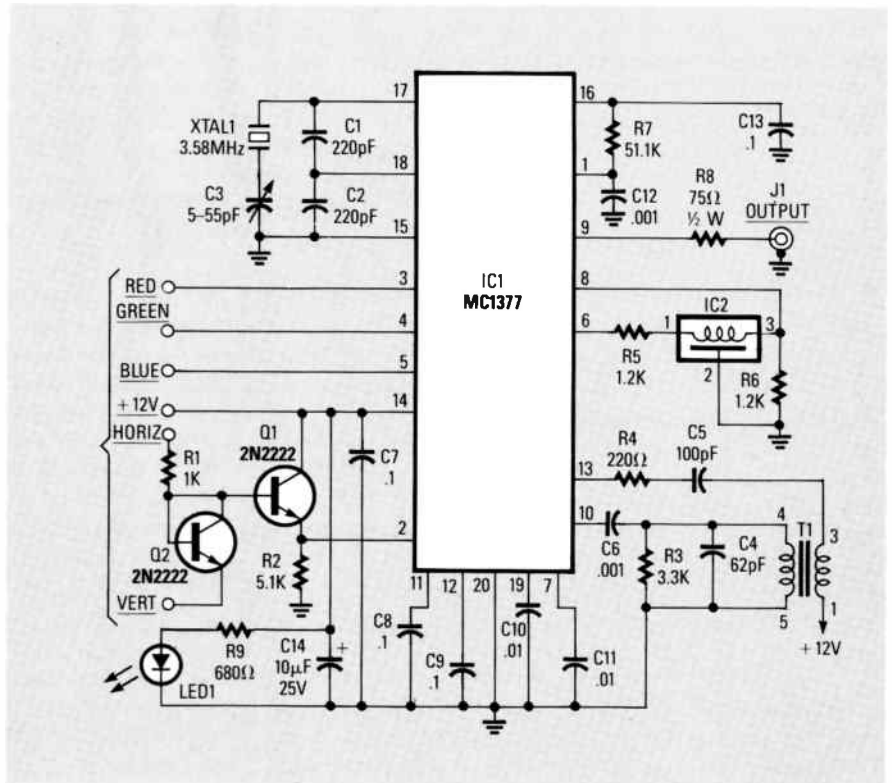 17
16
XTAL1
3.58MHz
C1
220pF
R7
51.1K
C13
.1
18
1
C3
5–55pF
C2
220pF
C12
.001
R8
75Ω
½ W
J1
OUTPUT
15
9
IC1
MC1377
RED
3
8
GREEN
4
6
R5
1.2K
1
IC2
3
2
R6
1.2K
BLUE
5
+12V
14
HORIZ
R1
1K
Q1
2N2222
C7
.1
R4
220Ω
C5
100pF
13
Q2
2N2222
R2
5.1K
2
10
C6
.001
R3
3.3K
C4
62pF
4
T1
3
5
1
+12V
VERT
11
12
20
19
7
R9
680Ω
C14
10µF
25V
+
C8
.1
C9
.1
C10
.01
C11
.01
LED1